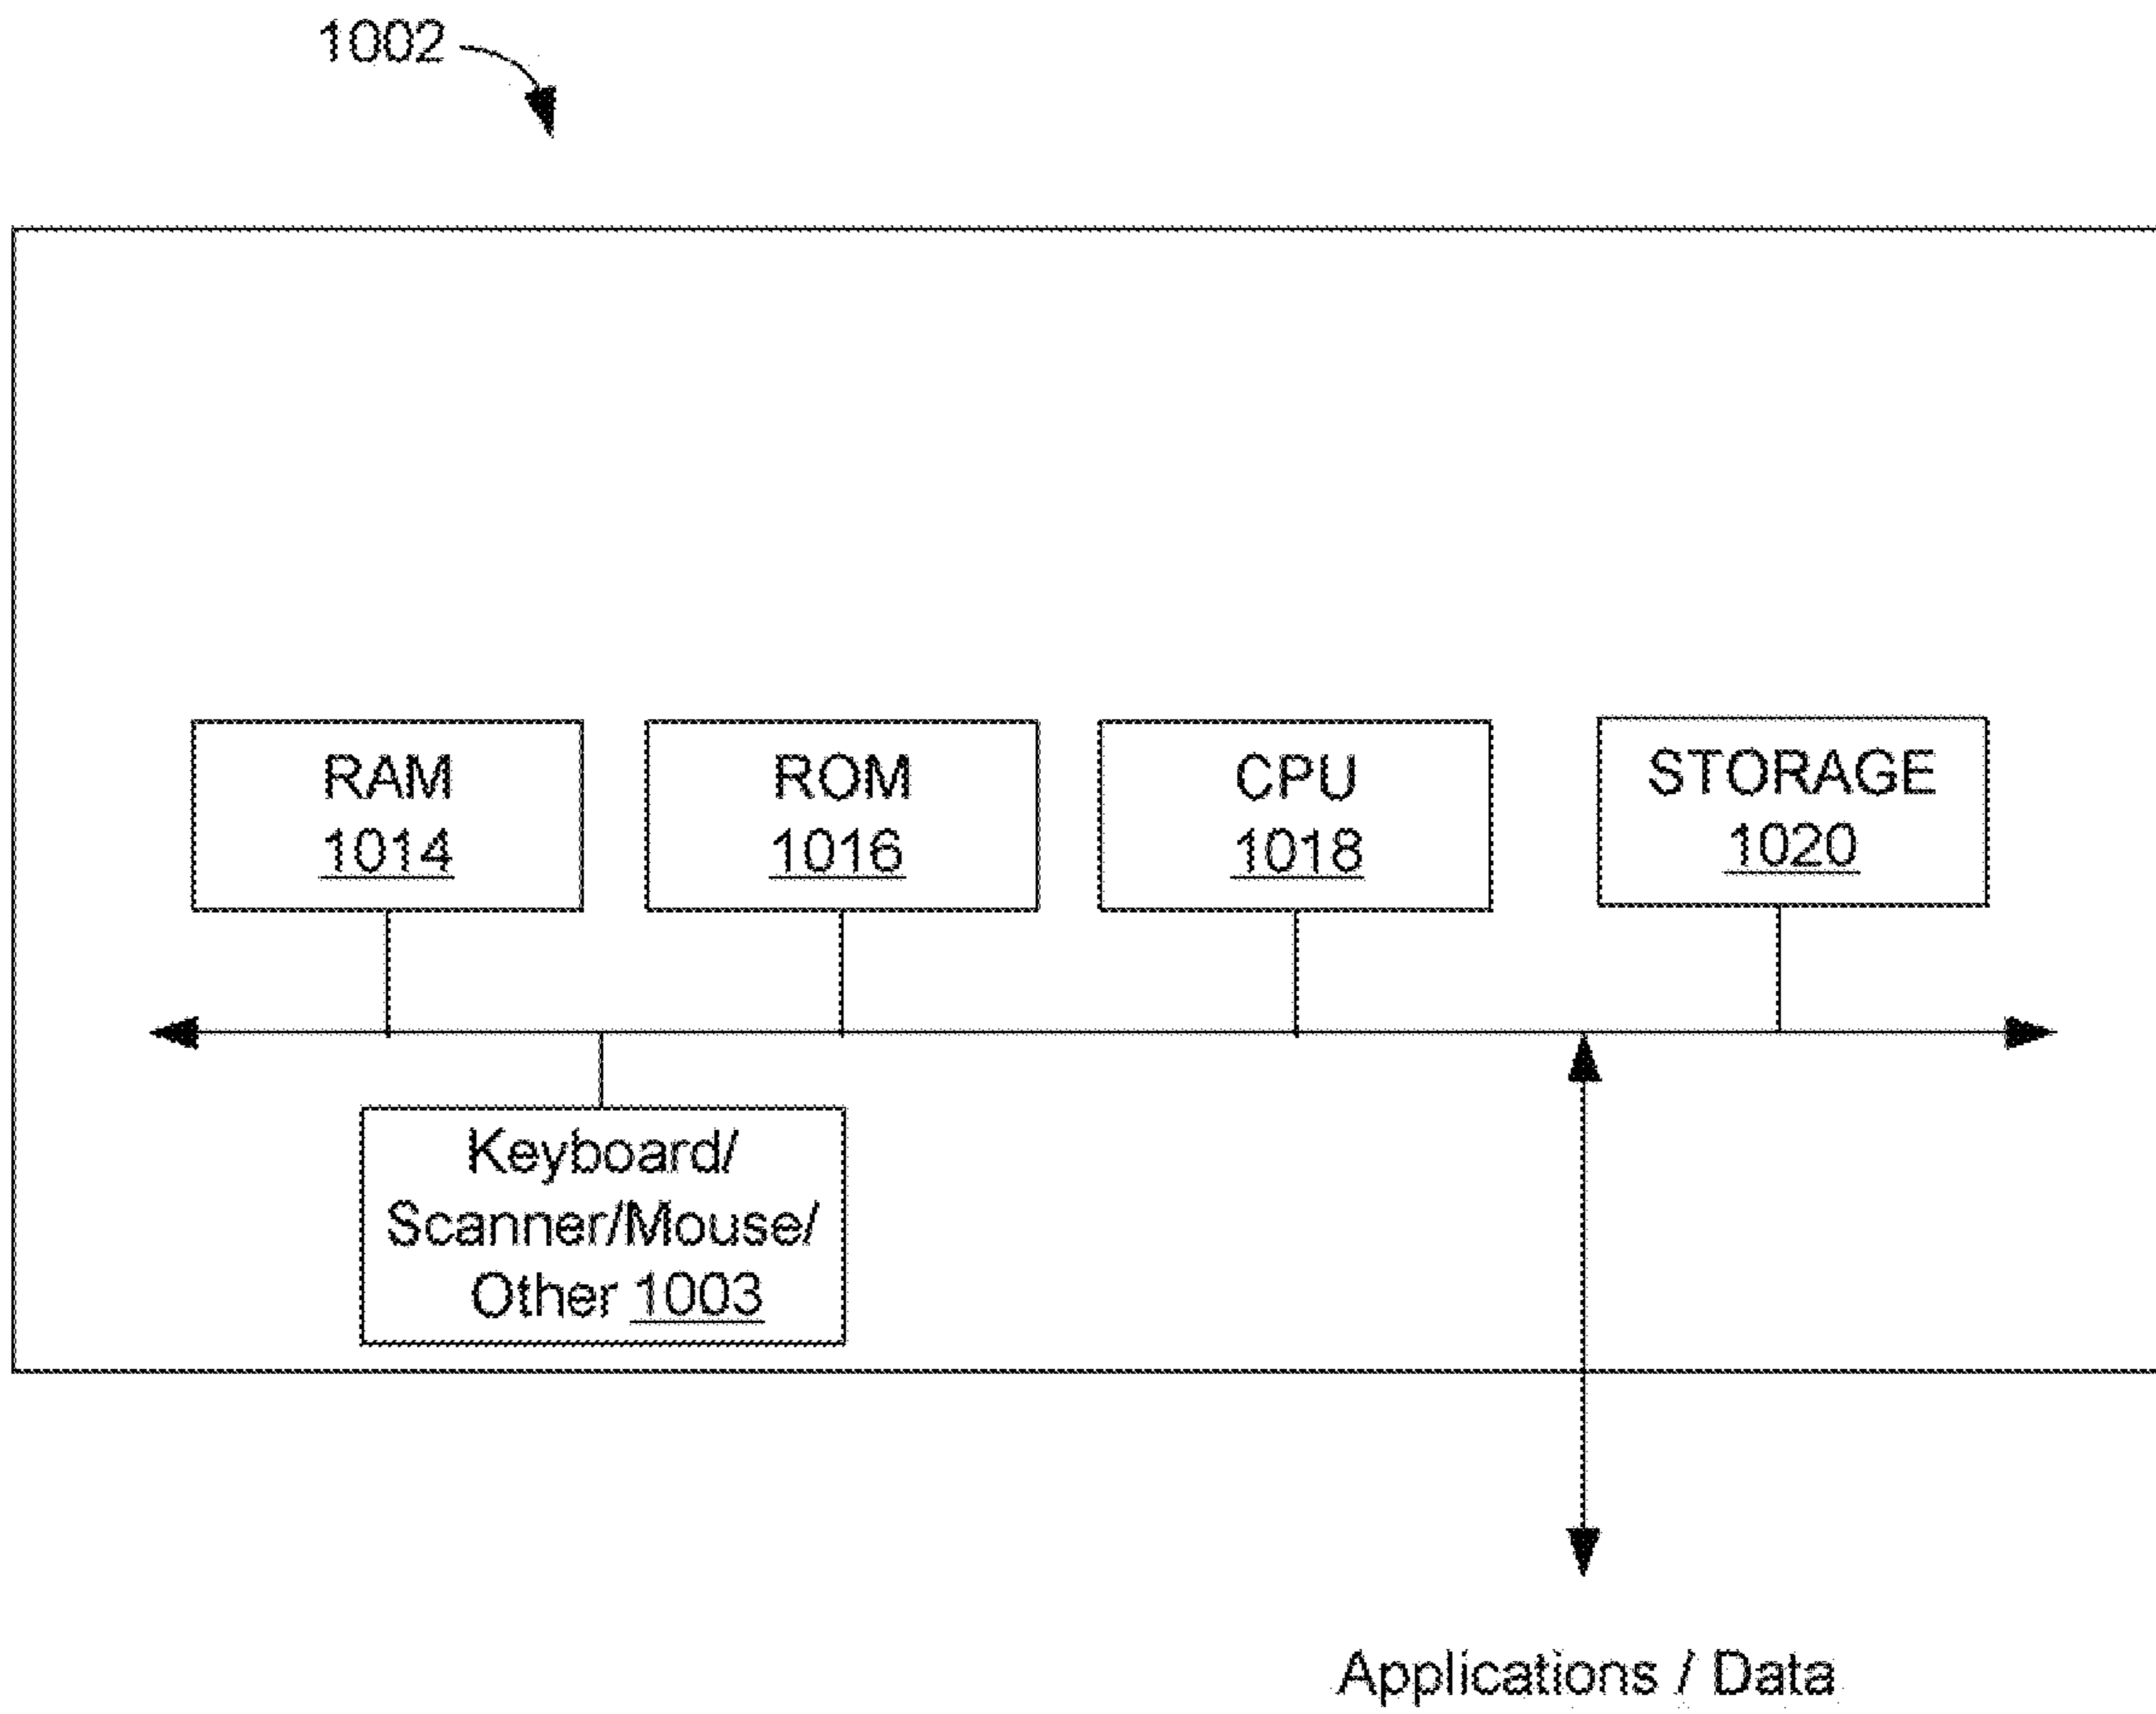 1002
RAM
1014
ROM
1016
CPU
1018
STORAGE
1020
Keyboard/
Scanner/Mouse/
Other 1003
Applications / Data